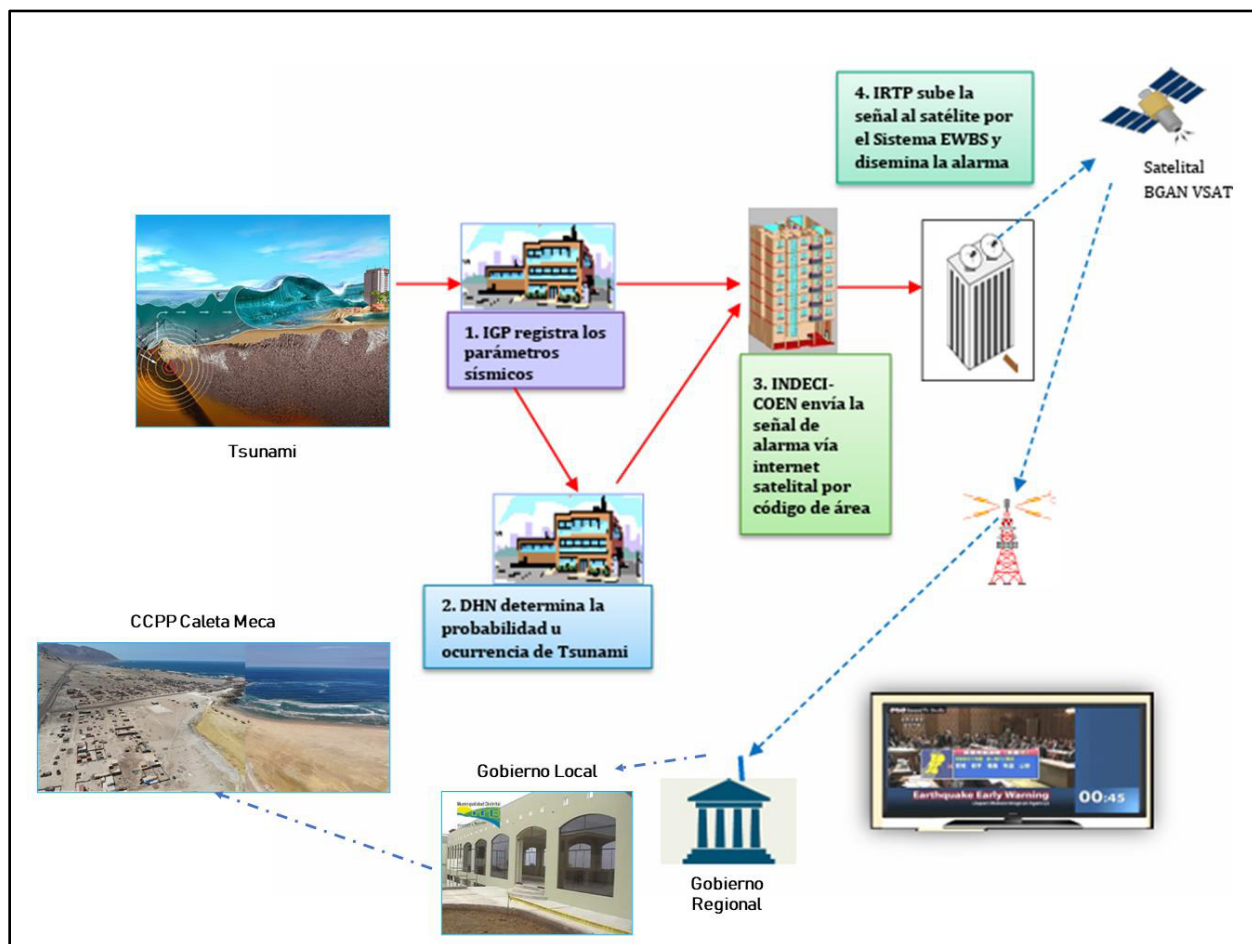 4. IRTP sube la
señal al satélite por
el Sistema EWBS y
disemina la alarma
Satelital
BGAN VSAT
1. IGP registra los
parámetros
sísmicos
3. INDECI-
COEN envía la
señal de
alarma vía
internet
satelital por
código de área
Tsunami
2. DHN determina la
probabilidad u
ocurrencia de Tsunami
CCPP Caleta Meca
Gobierno Local
Municipalidad Distrital
Gobierno
Regional
Earthquake Early Warning
00:45